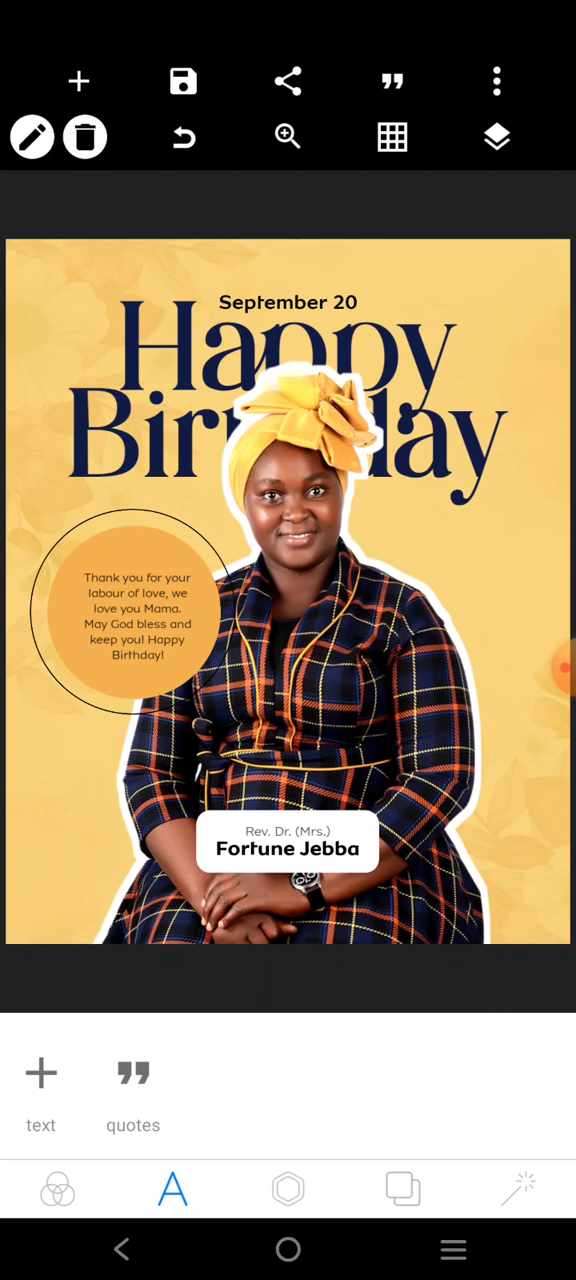 September 20
Happy
Birthday
Thank you for your
labour of love, we
love you Mama.
May God bless and
keep you! Happy
Birthday!
Rev. Dr. (Mrs.)
Fortune Jebba
text
quotes